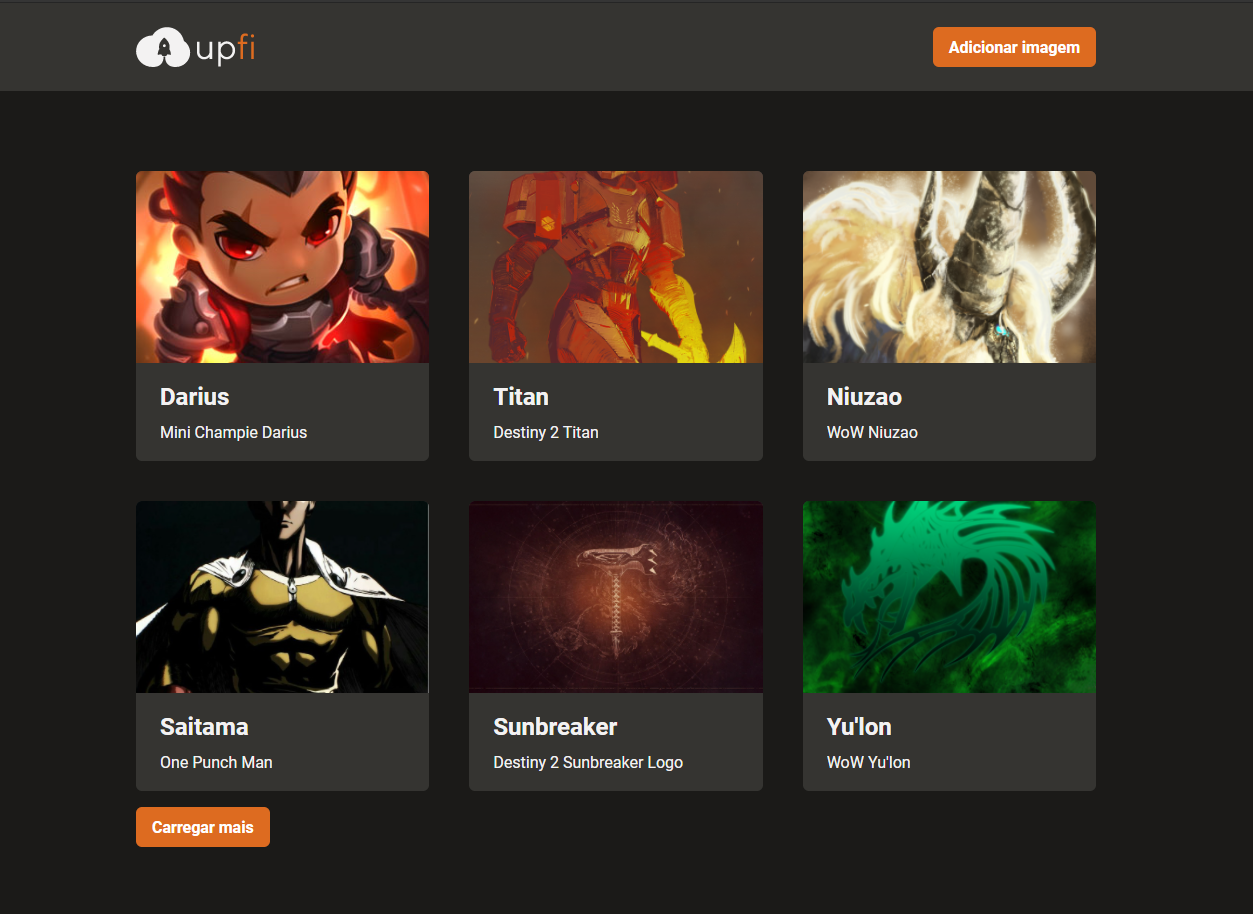 upfi
Adicionar imagem
Darius
Mini Champie Darius
Titan
Destiny 2 Titan
Niuzao
WoW Niuzao
Saitama
One Punch Man
Sunbreaker
Destiny 2 Sunbreaker Logo
Yu'lon
WoW Yu'lon
Carregar mais